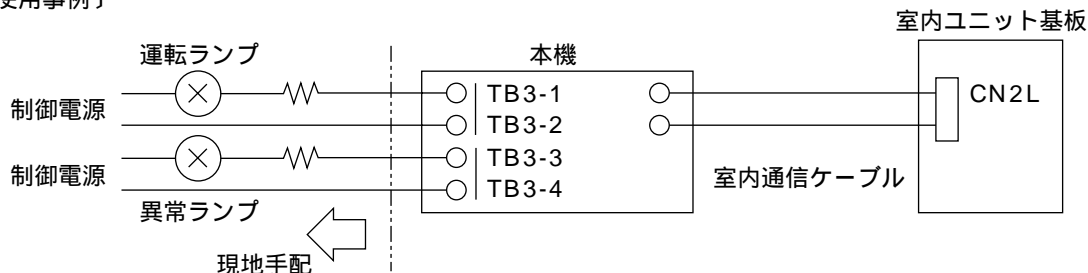 使用事例》
室内ユニット基板
運転ランプ
本機
制御電源
TB3-1
CN2L
TB3-2
制御電源
TB3-3
TB3-4
室内通信ケーブル
異常ランプ
現地手配